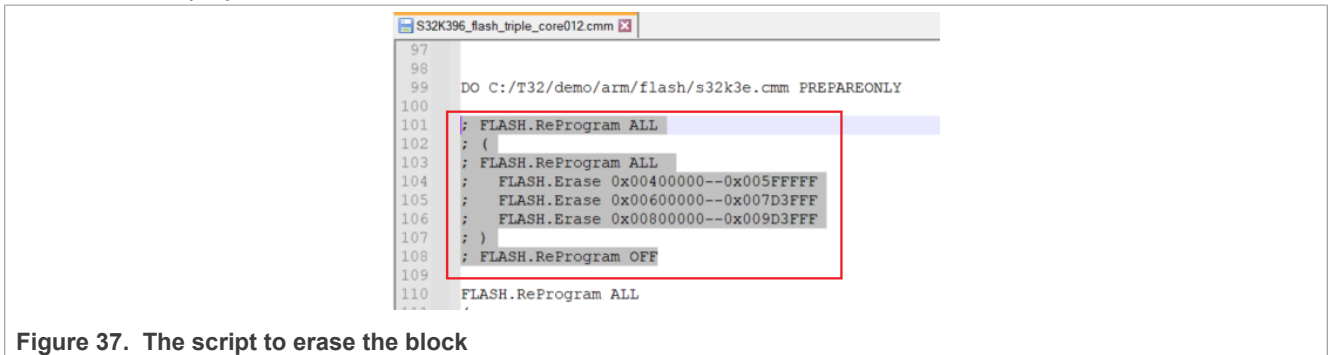 S32K396_flash_triple_core012.cmm
97
98
99 DO C:/T32/demo/arm/flash/s32k3e.cmm PREPAREONLY
100
101 ; FLASH.ReProgram ALL
102 ; (
103 ; FLASH.ReProgram ALL
104 ; FLASH.Erase 0x00400000--0x005FFFFF
105 ; FLASH.Erase 0x00600000--0x007D3FFF
106 ; FLASH.Erase 0x00800000--0x009D3FFF
107 ; )
108 ; FLASH.ReProgram OFF
109
110 FLASH.ReProgram ALL
Figure 37. The script to erase the block